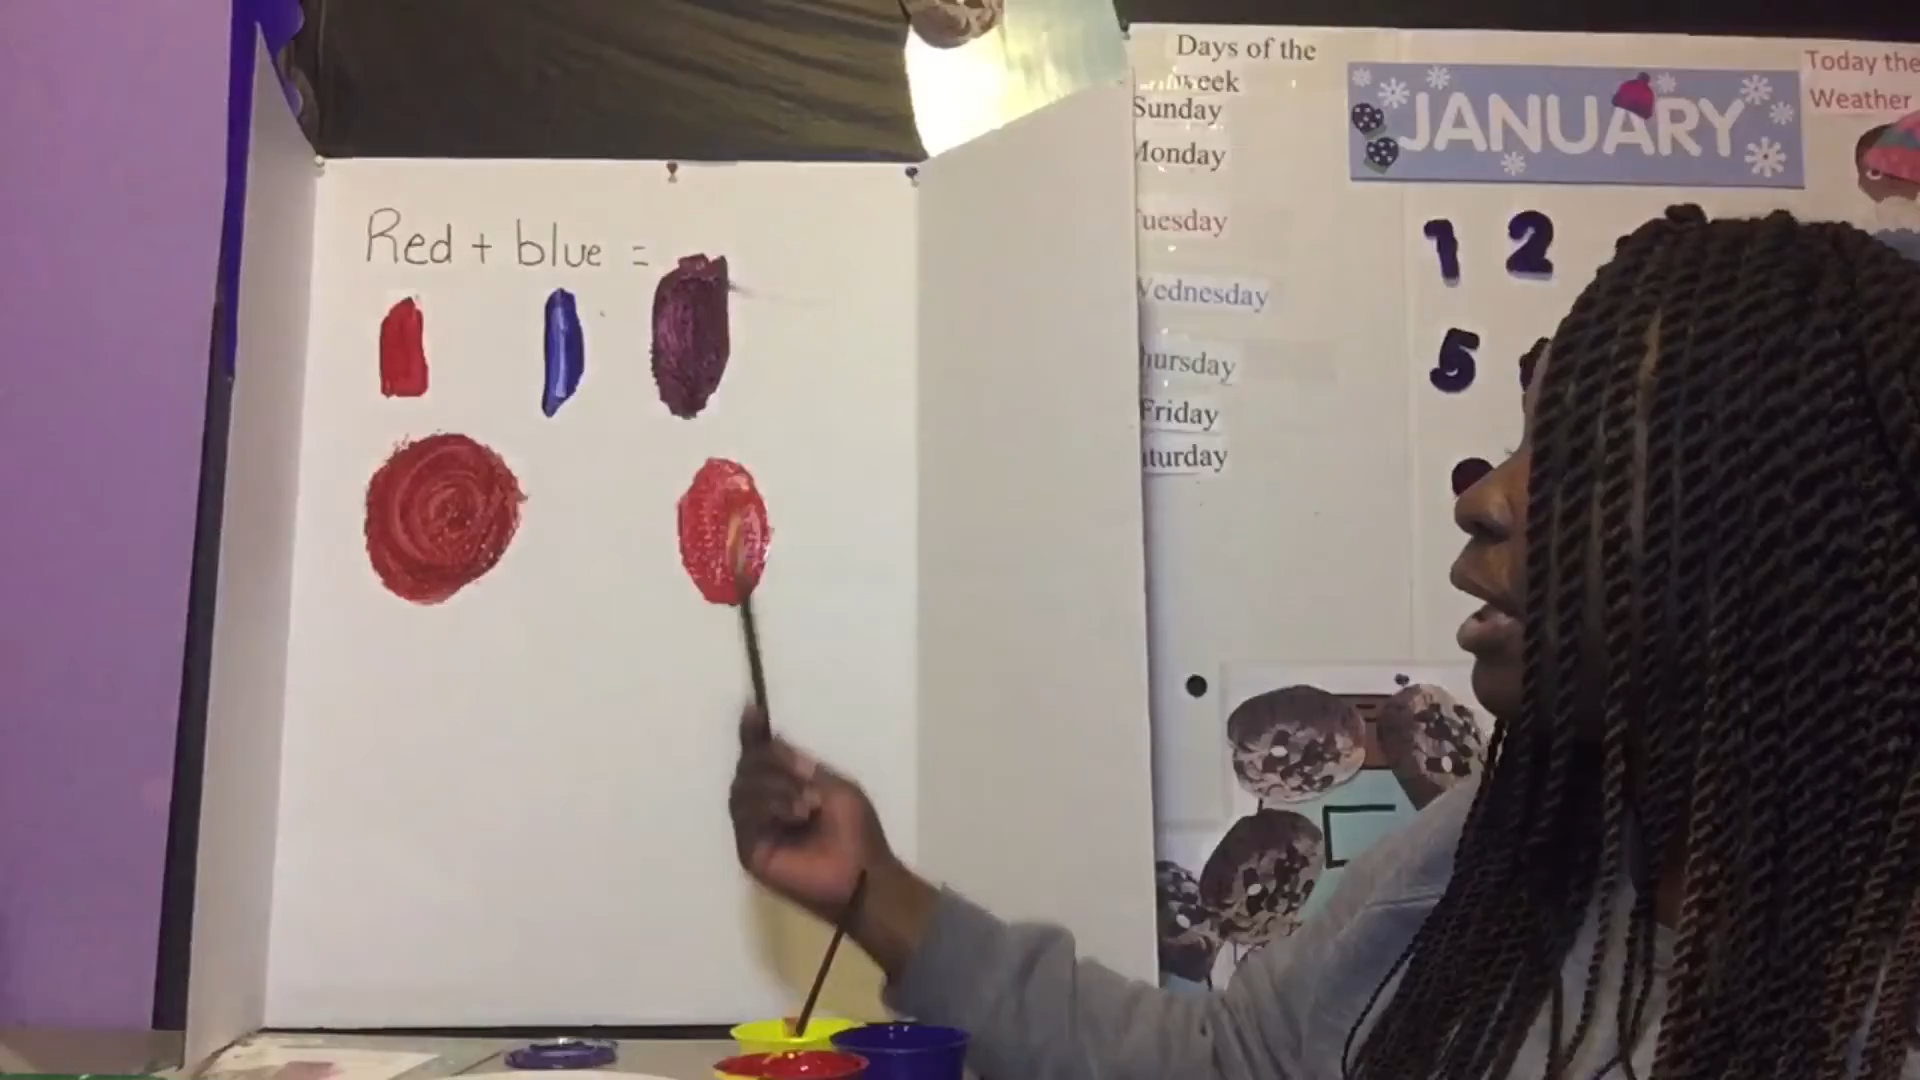 Red + blue =
Days of the
week
Sunday
Monday
Tuesday
Wednesday
Thursday
Friday
Saturday
JANUARY
1 2
5
Today the
Weather